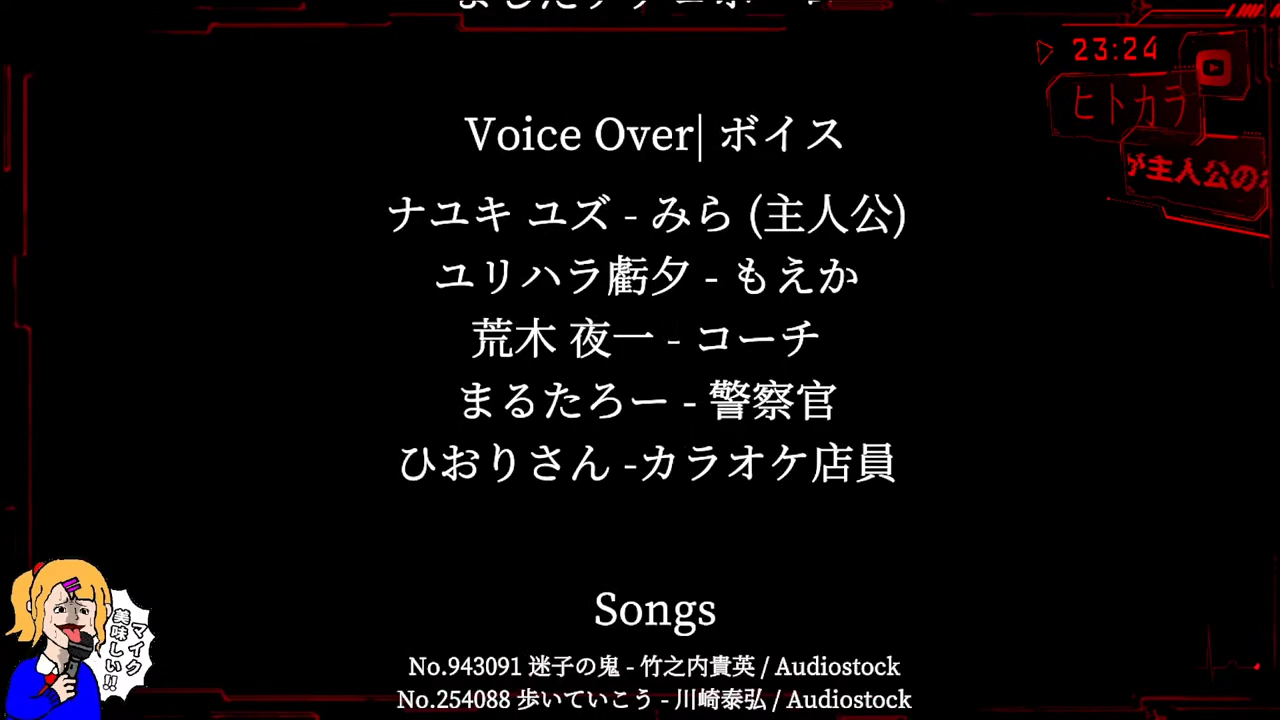 Voice Over| ボイス
ナユキ ユズ - みら (主人公)
ユリハラ虧夕 - もえか
荒木 夜一 - コーチ
まるたろー - 警察官
ひおりさん -カラオケ店員
Songs
No.943091 迷子の鬼 - 竹之内貴英 / Audiostock
No.254088 歩いていこう - 川崎泰弘 / Audiostock
23:24
ヒトカラ
が主人公の
マイク
美味しい!!